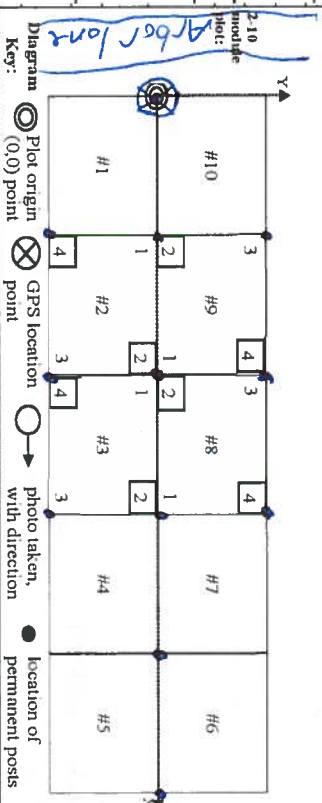 2-10
module
plot:
Arbor lane
Y
#10 #9 #8 #7 #6
3 4 3 4
2 1 2 1
1 2 1 2
4 3 4 3
#1 #2 #3 #4 #5
Diagram
Key:
Plot origin
(0,0) point
GPS location
point
photo taken,
with direction
location of
permanent posts